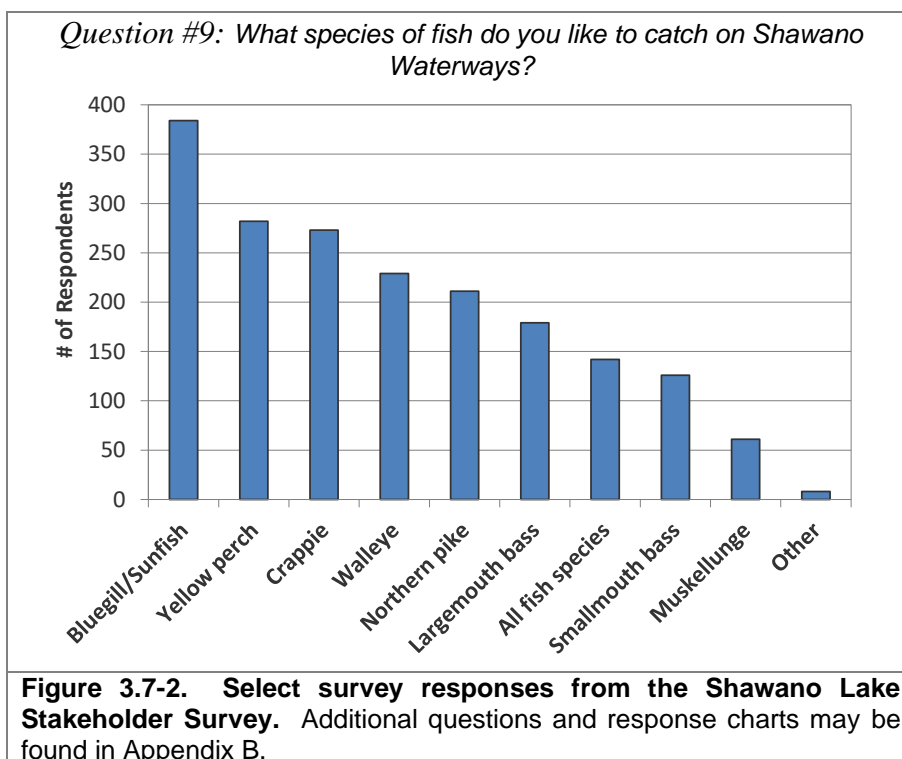 Question #9: What species of fish do you like to catch on Shawano
Waterways?
400
350
300
250
200
150
100
50
0
# of Respondents
Bluegill/Sunfish
Yellow perch
Crappie
Walleye
Northern pike
Largemouth bass
All fish species
Smallmouth bass
Muskellunge
Other
Figure 3.7-2. Select survey responses from the Shawano Lake
Stakeholder Survey. Additional questions and response charts may be
found in Appendix B.